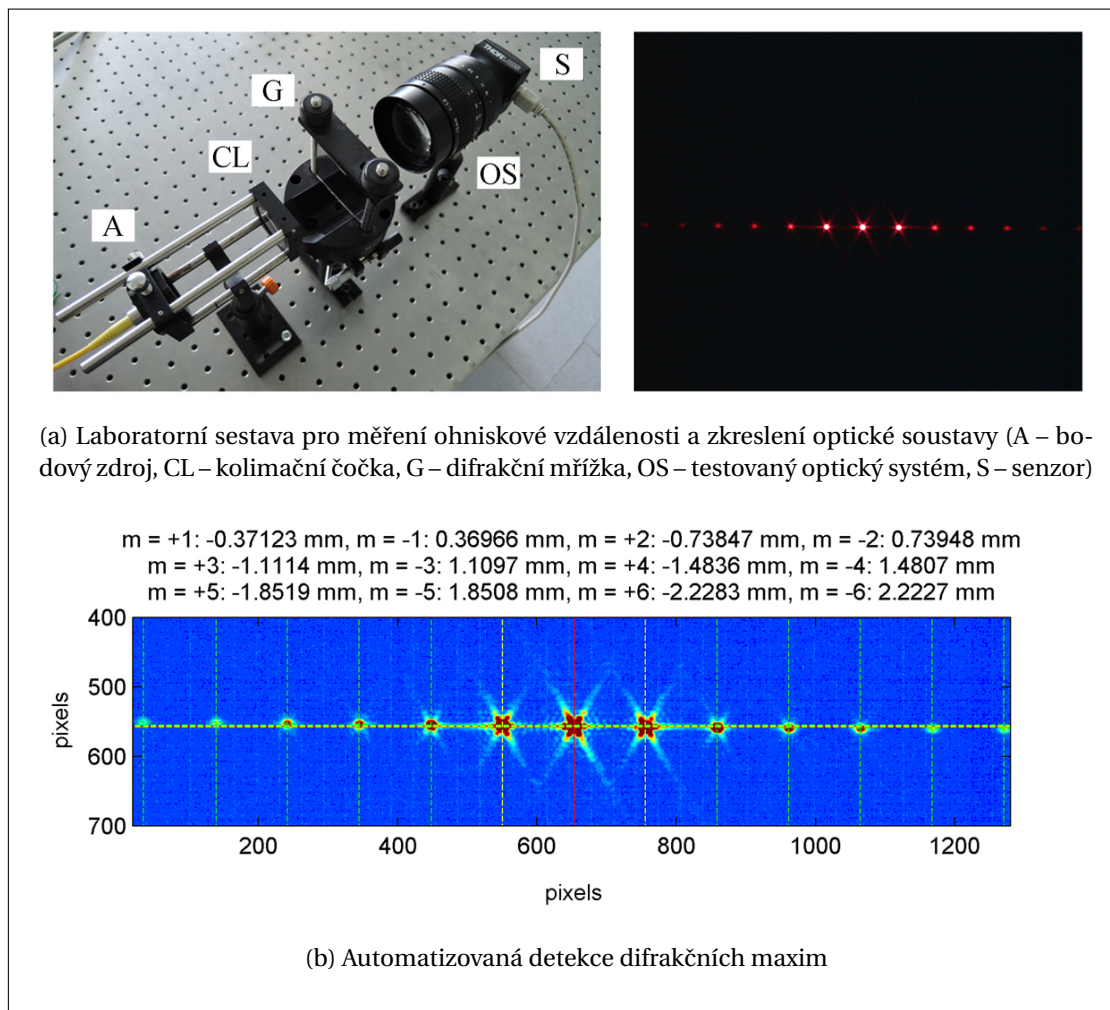 A
CL
G
OS
S
THORLABS
(a) Laboratorní sestava pro měření ohniskové vzdálenosti a zkreslení optické soustavy (A – bo-
dový zdroj, CL – kolimační čočka, G – difrakční mřížka, OS – testovaný optický systém, S – senzor)
m = +1: -0.37123 mm, m = -1: 0.36966 mm, m = +2: -0.73847 mm, m = -2: 0.73948 mm
m = +3: -1.1114 mm, m = -3: 1.1097 mm, m = +4: -1.4836 mm, m = -4: 1.4807 mm
m = +5: -1.8519 mm, m = -5: 1.8508 mm, m = +6: -2.2283 mm, m = -6: 2.2227 mm
400
500
600
700
pixels
200
400
600
800
1000
1200
pixels
(b) Automatizovaná detekce difrakčních maxim